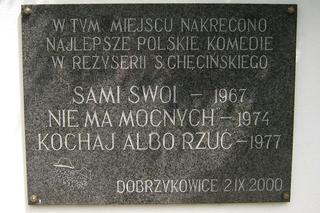 W TYM MIEJSCU NAKRĘCONO
NAJLEPSZE POLSKIE KOMEDIE
W REŻYSERII S.CHĘCIŃSKIEGO
SAMI SWOI - 1967
NIE MA MOCNYCH - 1974
KOCHAJ ALBO RZUĆ - 1977
DOBRZYKOWICE 2 IX 2000